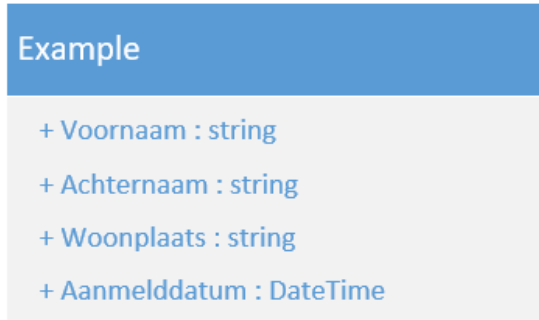 Example
+ Voornaam : string
+ Achternaam : string
+ Woonplaats : string
+ Aanmelddatum : DateTime